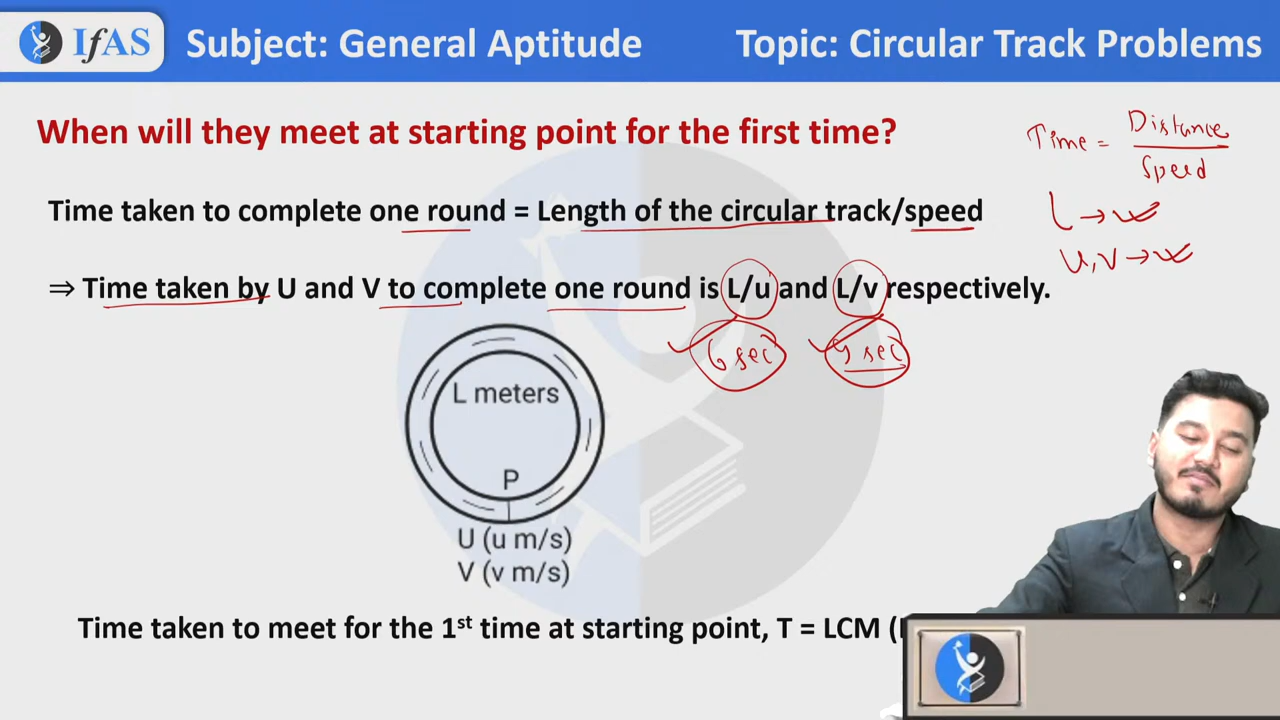 IfAS
Subject: General Aptitude
Topic: Circular Track Problems
When will they meet at starting point for the first time?
Time = Distance / Speed
Time taken to complete one round = Length of the circular track/speed
L →
u, v →
⇒ Time taken by U and V to complete one round is L/u and L/v respectively.
6 sec
9 sec
L meters
P
U (u m/s)
V (v m/s)
Time taken to meet for the 1st time at starting point, T = LCM (